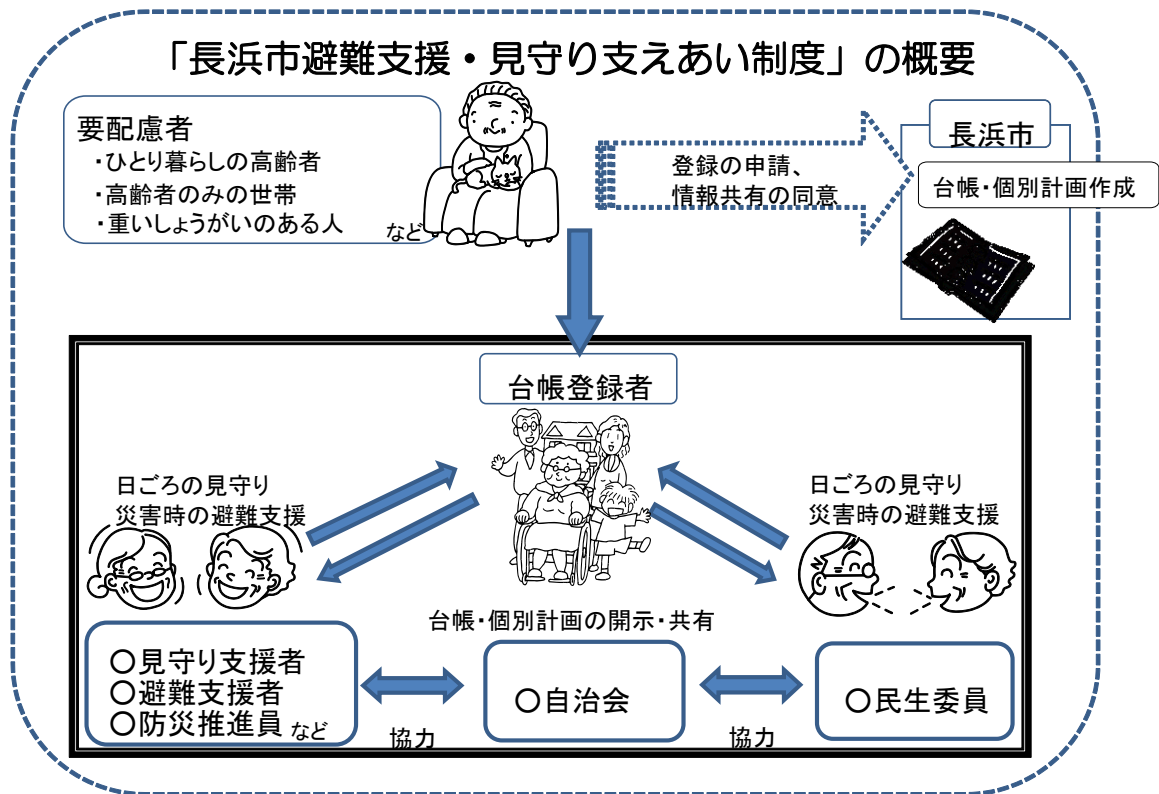 「長浜市避難支援・見守り支えあい制度」の概要
要配慮者
・ひとり暮らしの高齢者
・高齢者のみの世帯
・重いしょうがいのある人
など
登録の申請、
情報共有の同意
長浜市
台帳・個別計画作成
台帳登録者
日ごろの見守り
災害時の避難支援
日ごろの見守り
災害時の避難支援
台帳・個別計画の開示・共有
〇見守り支援者
〇避難支援者
〇防災推進員 など
〇自治会
〇民生委員
協力
協力